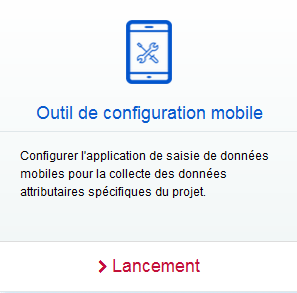 Outil de configuration mobile
Configurer l'application de saisie de données
mobiles pour la collecte des données
attributaires spécifiques du projet.
Lancement